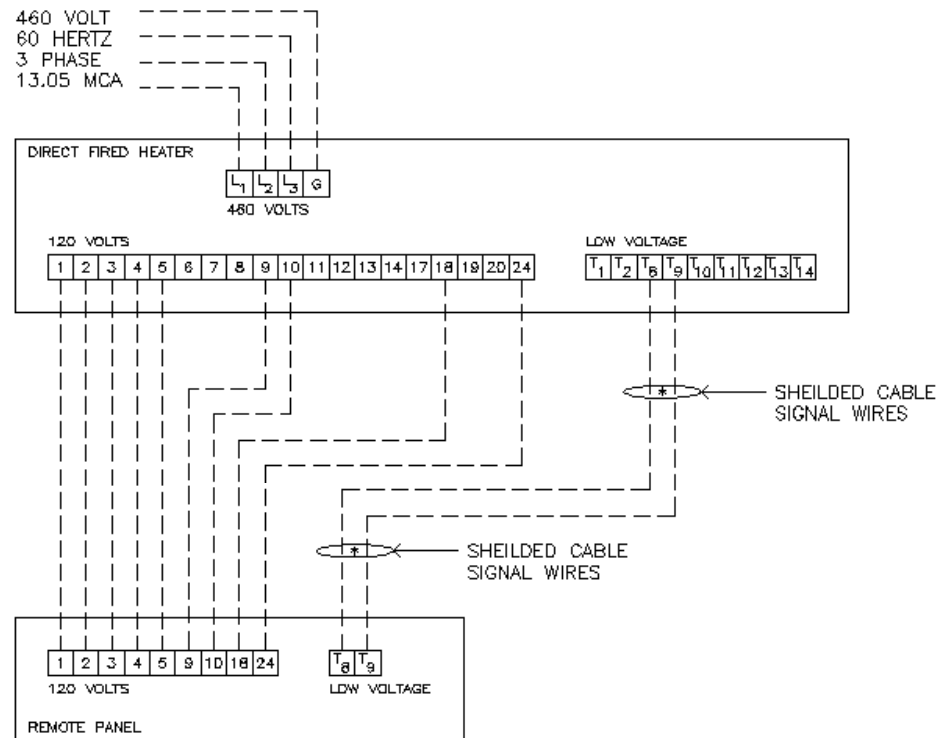 460 VOLT
60 HERTZ
3 PHASE
13.05 MCA
DIRECT FIRED HEATER
L1 L2 L3 G
460 VOLTS
120 VOLTS
LOW VOLTAGE
1 2 3 4 5 6 7 8 9 10 11 12 13 14 17 18 19 20 24
T1 T2 T8 T9 T10 T11 T12 T13 T14
* SHEILDED CABLE
SIGNAL WIRES
* SHEILDED CABLE
SIGNAL WIRES
1 2 3 4 5 9 10 18 24
T8 T9
120 VOLTS
LOW VOLTAGE
REMOTE PANEL